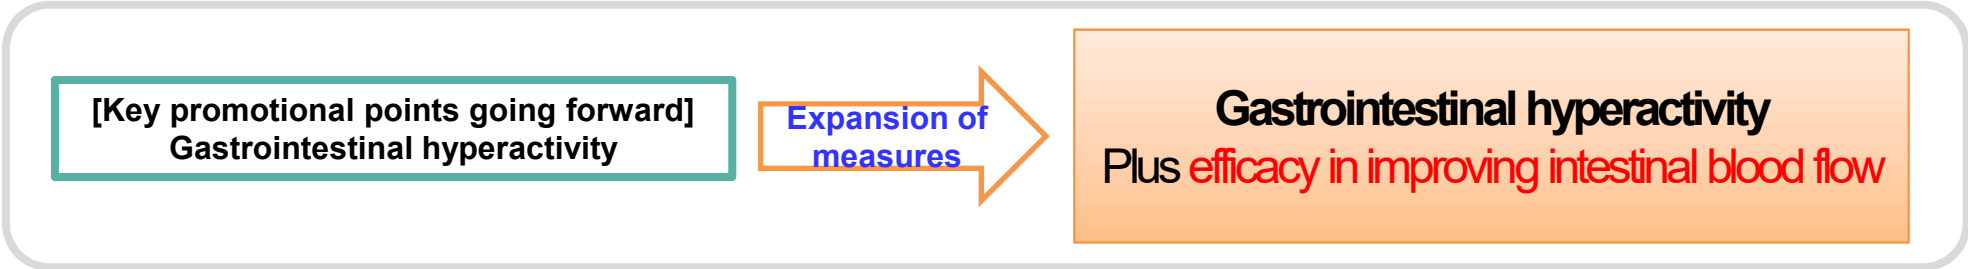 [Key promotional points going forward]
Gastrointestinal hyperactivity
Expansion of
measures
Gastrointestinal hyperactivity
Plus efficacy in improving intestinal blood flow